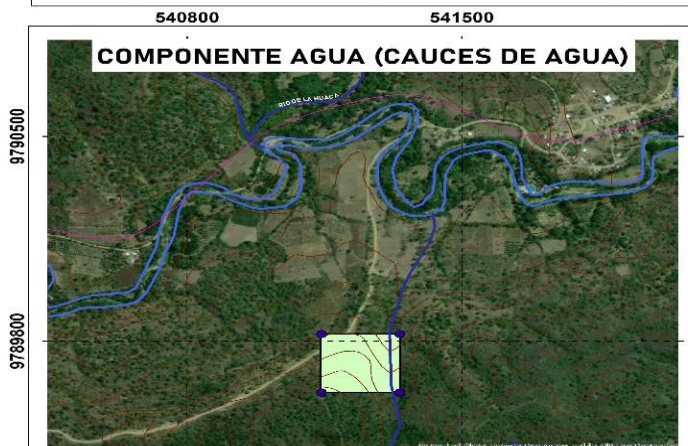 540800 541500
COMPONENTE AGUA (CAUCES DE AGUA)
RIO DE LA HUACA
9790500
9789800